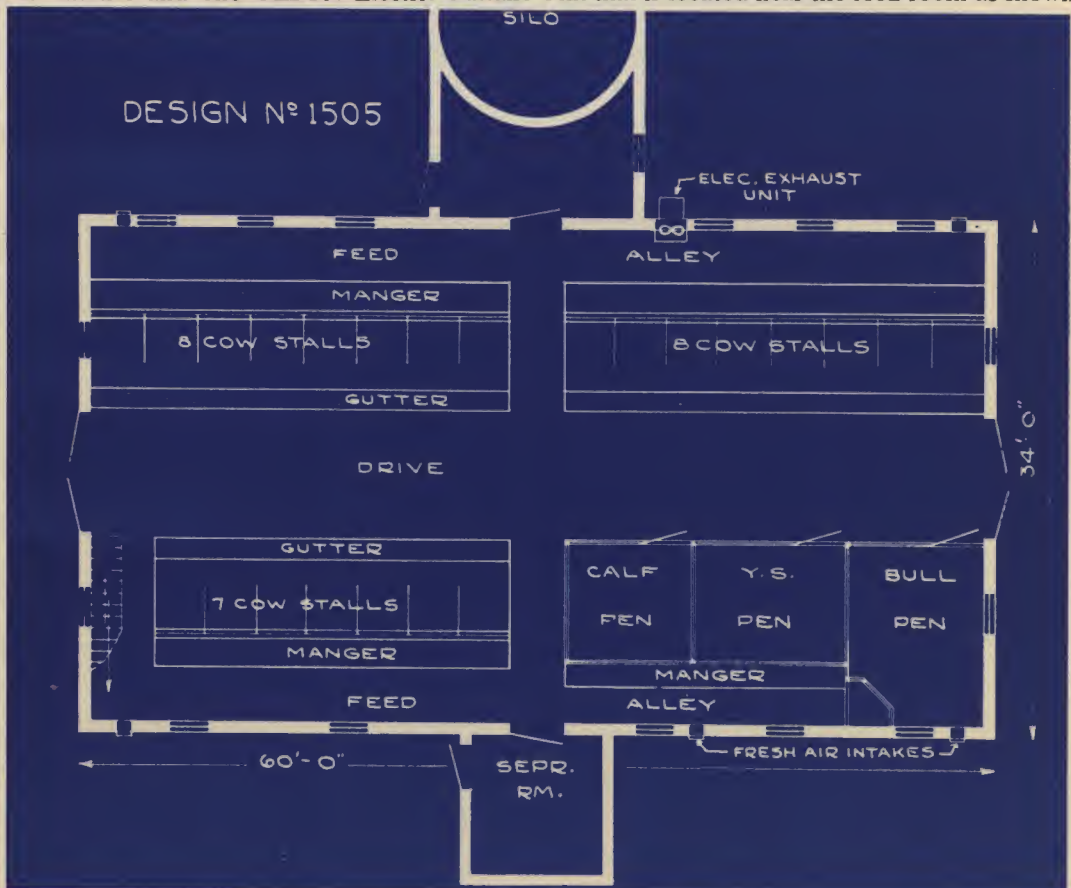 SILO
DESIGN Nº 1505
ELEC. EXHAUST
UNIT
FEED ALLEY
MANGER
8 COW STALLS
8 COW STALLS
GUTTER
DRIVE
34'.0"
GUTTER
CALF
PEN
Y.S.
PEN
BULL
PEN
7 COW STALLS
MANGER
MANGER
FEED ALLEY
FRESH AIR INTAKES
60'-0"
SEPR.
RM.